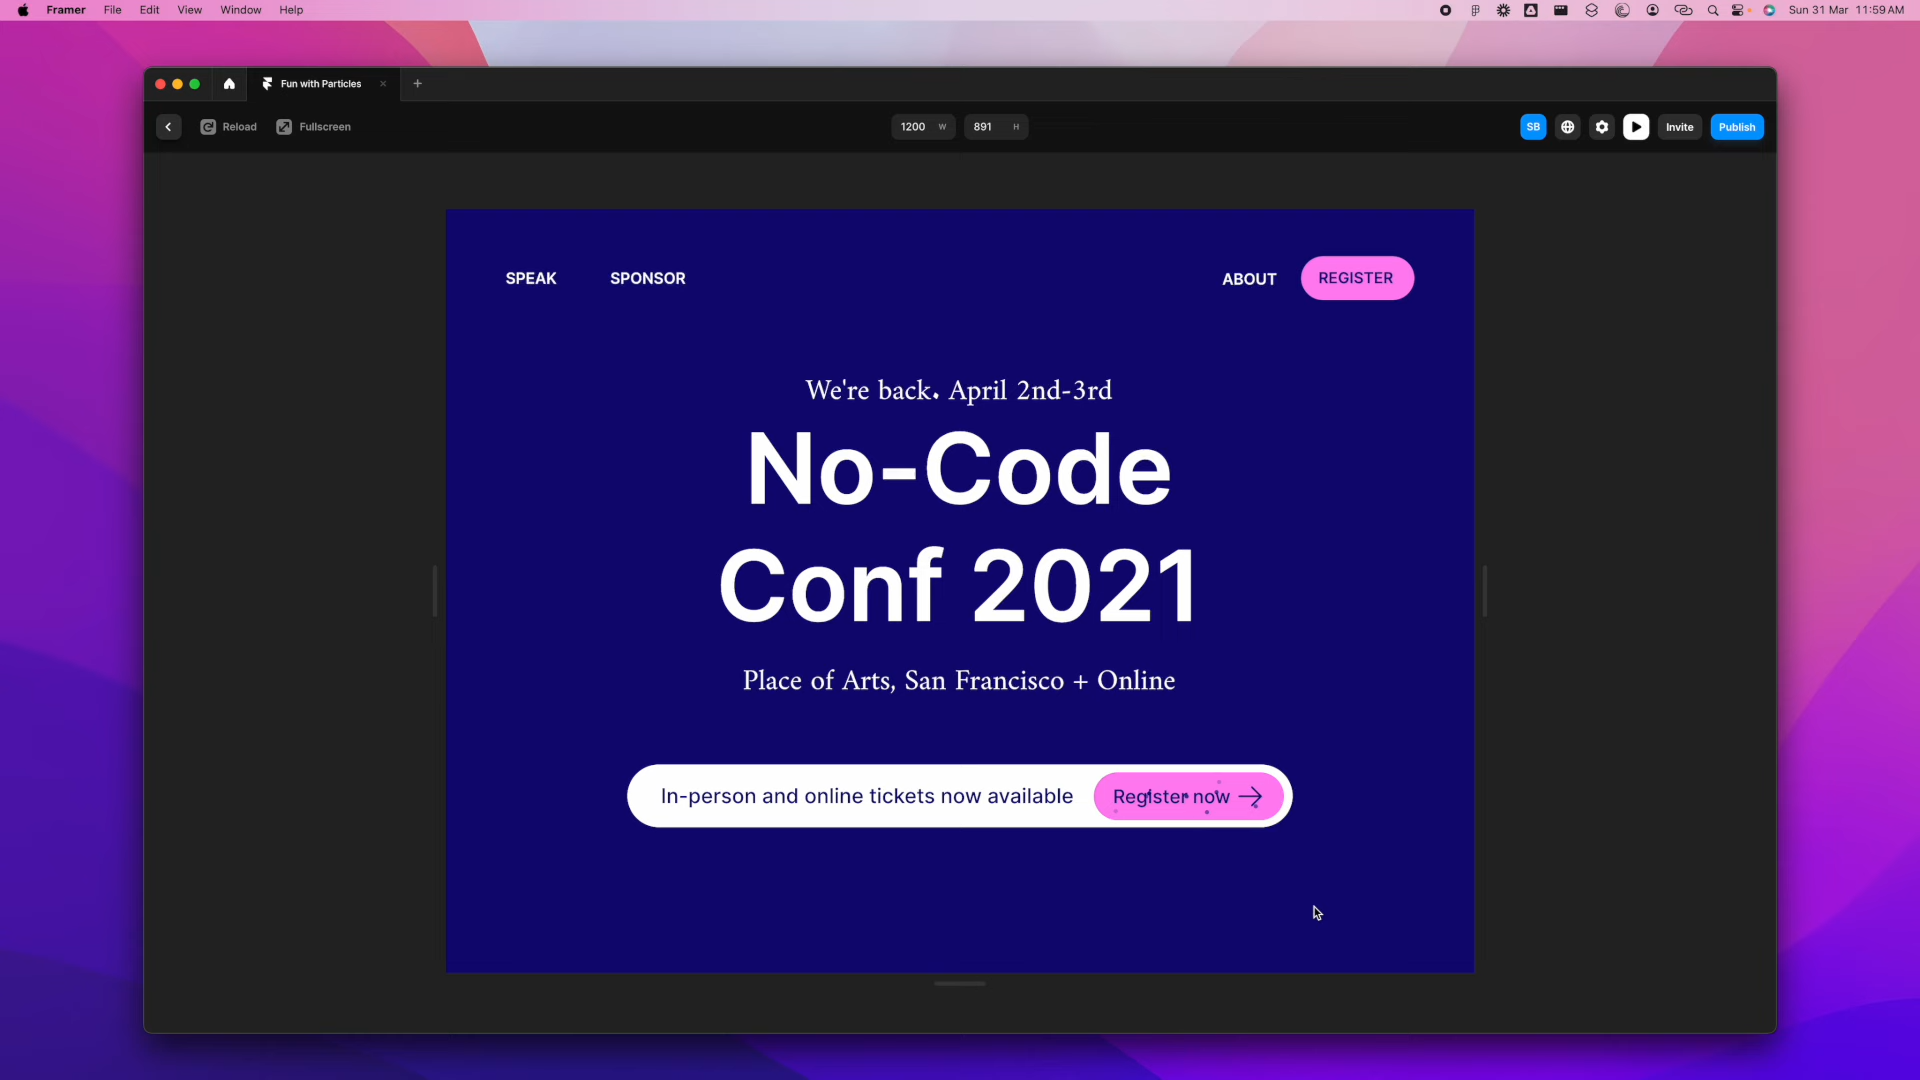 Framer File Edit View Window Help
Sun 31 Mar 11:59 AM
Fun with Particles
Reload Fullscreen
1200 W 891 H
SB Invite Publish
SPEAK SPONSOR ABOUT REGISTER
We're back. April 2nd-3rd
No-Code
Conf 2021
Place of Arts, San Francisco + Online
In-person and online tickets now available Register now